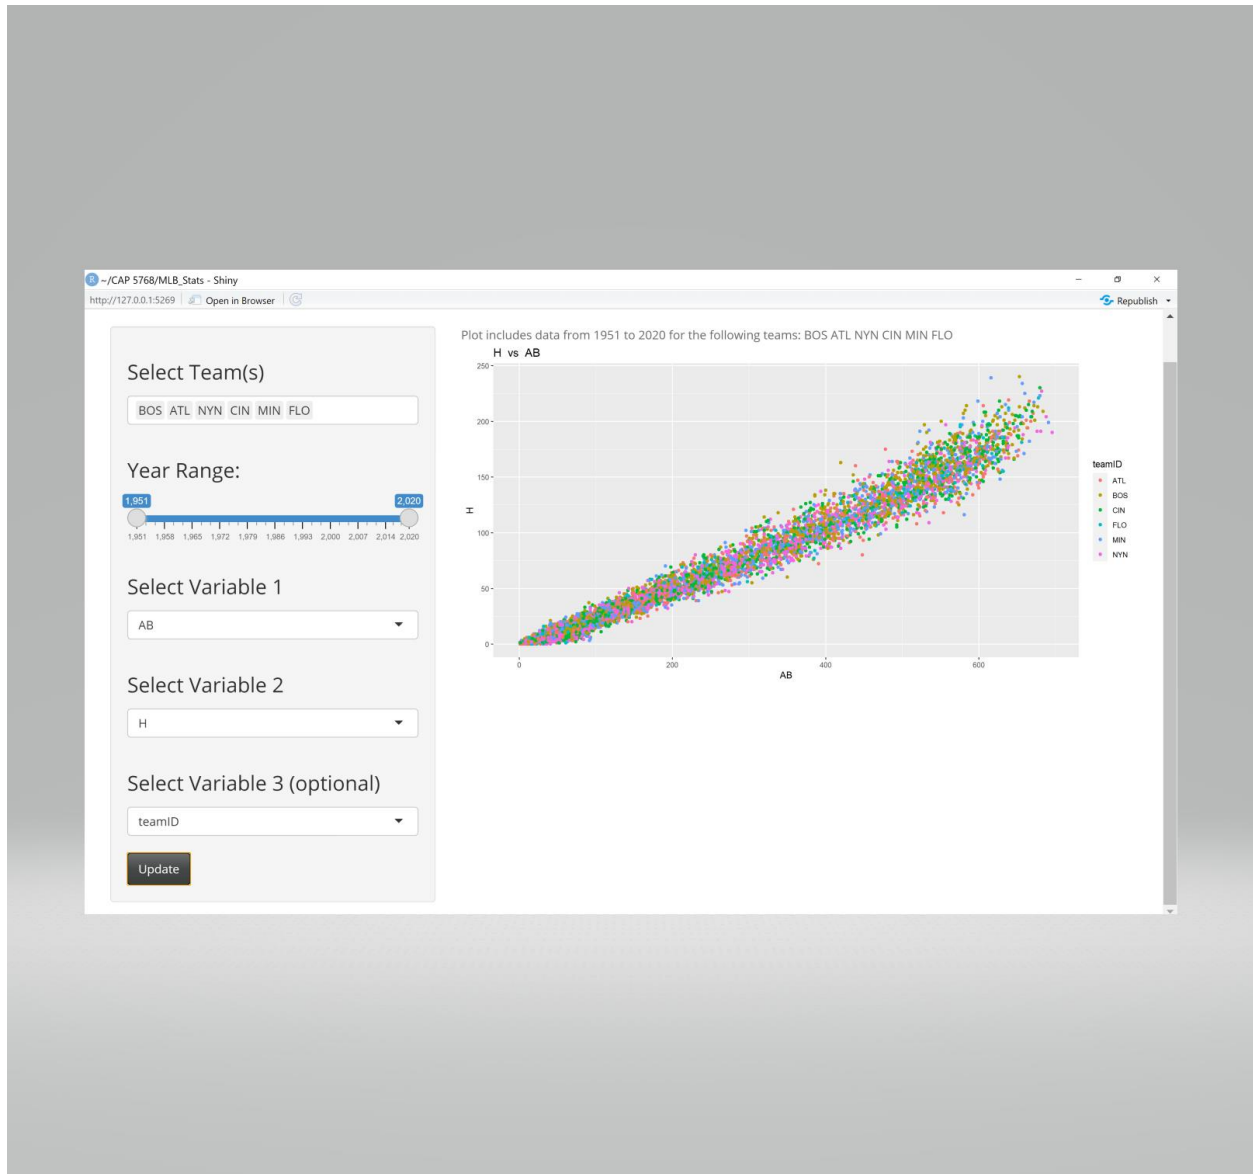 ~/CAP 5768/MLB_Stats - Shiny
http://127.0.0.1:5269 Open in Browser Republish
Select Team(s)
BOS ATL NYN CIN MIN FLO
Year Range:
1,951 2,020
1,951 1,958 1,965 1,972 1,979 1,986 1,993 2,000 2,007 2,014 2,020
Select Variable 1
AB
Select Variable 2
H
Select Variable 3 (optional)
teamID
Update
Plot includes data from 1951 to 2020 for the following teams: BOS ATL NYN CIN MIN FLO
H vs AB
250
200
150
100
50
0
H
0 200 400 600
AB
teamID
ATL
BOS
CIN
FLO
MIN
NYN